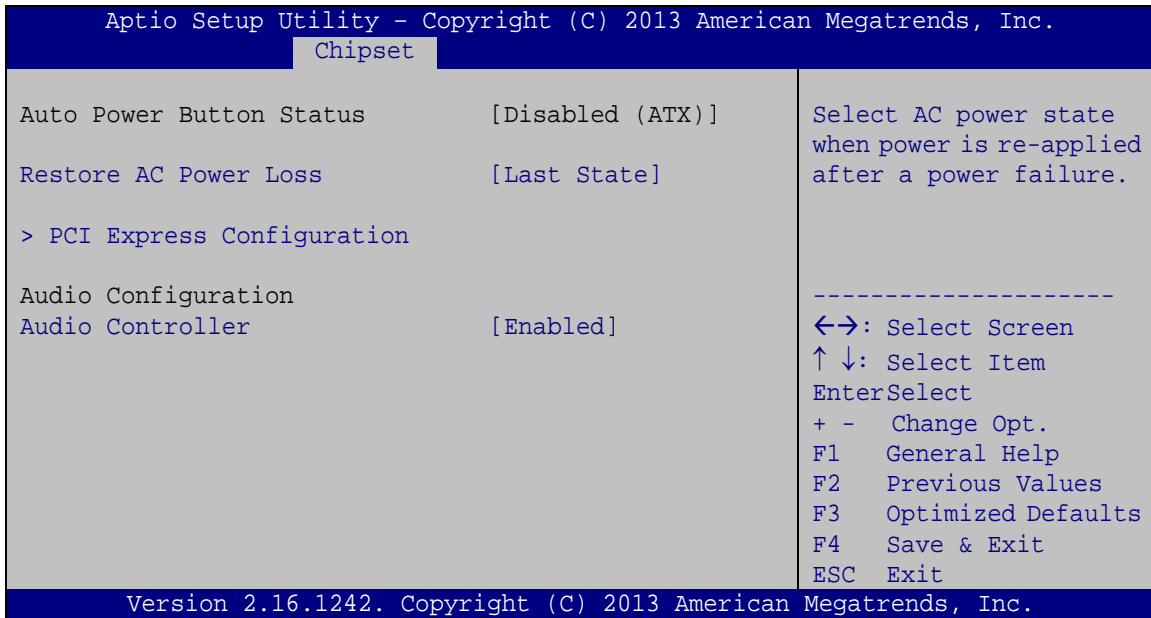 Aptio Setup Utility – Copyright (C) 2013 American Megatrends, Inc.
Chipset
Auto Power Button Status [Disabled (ATX)]
Restore AC Power Loss [Last State]
> PCI Express Configuration
Audio Configuration
Audio Controller [Enabled]
Select AC power state
when power is re-applied
after a power failure.
---------------------
←→: Select Screen
↑ ↓: Select Item
EnterSelect
+ - Change Opt.
F1 General Help
F2 Previous Values
F3 Optimized Defaults
F4 Save & Exit
ESC Exit
Version 2.16.1242. Copyright (C) 2013 American Megatrends, Inc.